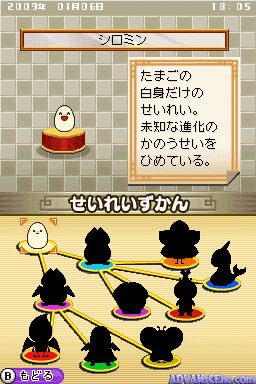 2009年 01月06日 18:05
シロミン
たまごの
白身だけの
せいれい。
未知な進化の
かのうせいを
ひめている。
せいれいずかん
B もどる
ADVANSCENE.COM